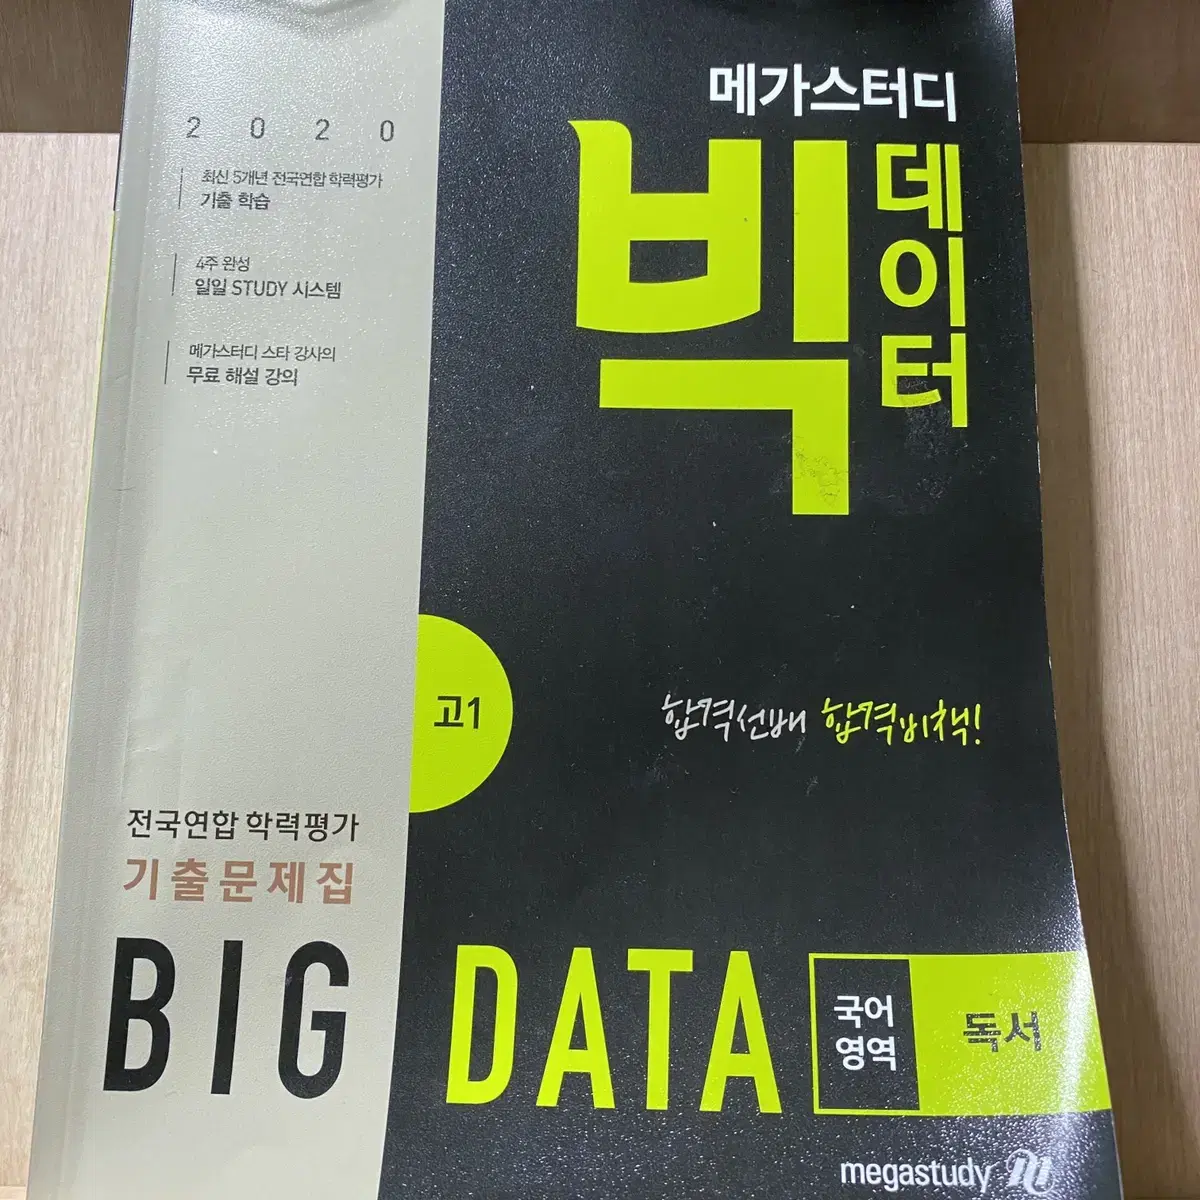 2020
최신 5개년 전국연합 학력평가
기출 학습
4주 완성
일일 STUDY 시스템
메가스터디 스타 강사의
무료 해설 강의
메가스터디
빅
데이터
고1
합격선배 합격비책!
전국연합 학력평가
기출문제집
BIG DATA
국어
영역
독서
megastudy